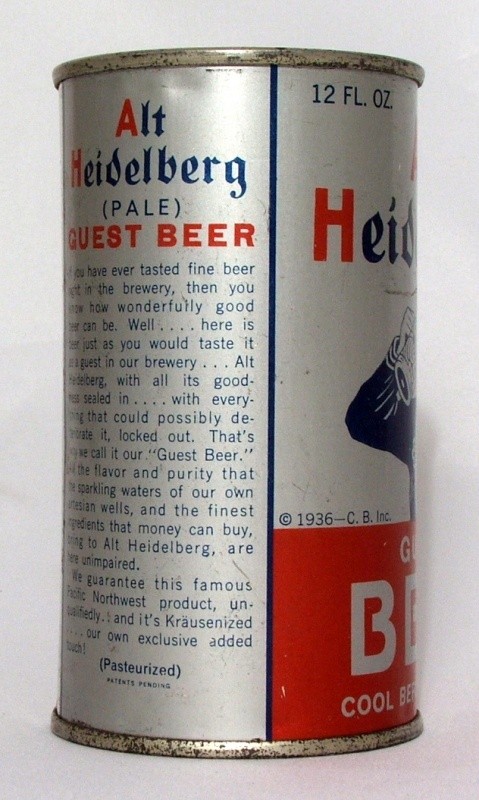 Alt
Heidelberg
(PALE)
GUEST BEER
you have ever tasted fine beer
in the brewery, then you
how wonderfully good
beer can be. Well . . . . here is
beer just as you would taste it
as a guest in our brewery . . . Alt
Heidelberg, with all its good-
ness sealed in . . . . with every-
thing that could possibly de-
it, locked out. That's
we call it our "Guest Beer."
the flavor and purity that
the sparkling waters of our own
artesian wells, and the finest
ingredients that money can buy,
bring to Alt Heidelberg, are
here unimpaired.
We guarantee this famous
Pacific Northwest product, un-
qualifiedly . . and it's Kräusenized
. . . . our own exclusive added
touch!
(Pasteurized)
PATENTS PENDING
12 FL. OZ.
A
Heid
© 1936—C. B. Inc.
GU
BE
COOL BEF